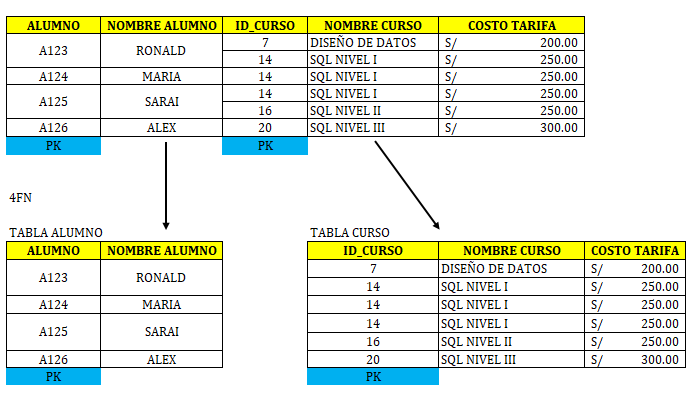 ALUMNO NOMBRE ALUMNO ID_CURSO NOMBRE CURSO COSTO TARIFA
A123 RONALD 7 DISEÑO DE DATOS S/ 200.00
14 SQL NIVEL I S/ 250.00
A124 MARIA 14 SQL NIVEL I S/ 250.00
A125 SARAI 14 SQL NIVEL I S/ 250.00
16 SQL NIVEL II S/ 250.00
A126 ALEX 20 SQL NIVEL III S/ 300.00
PK PK
4FN
TABLA ALUMNO
ALUMNO NOMBRE ALUMNO
A123 RONALD
A124 MARIA
A125 SARAI
A126 ALEX
PK
TABLA CURSO
ID_CURSO NOMBRE CURSO COSTO TARIFA
7 DISEÑO DE DATOS S/ 200.00
14 SQL NIVEL I S/ 250.00
14 SQL NIVEL I S/ 250.00
14 SQL NIVEL I S/ 250.00
16 SQL NIVEL II S/ 250.00
20 SQL NIVEL III S/ 300.00
PK